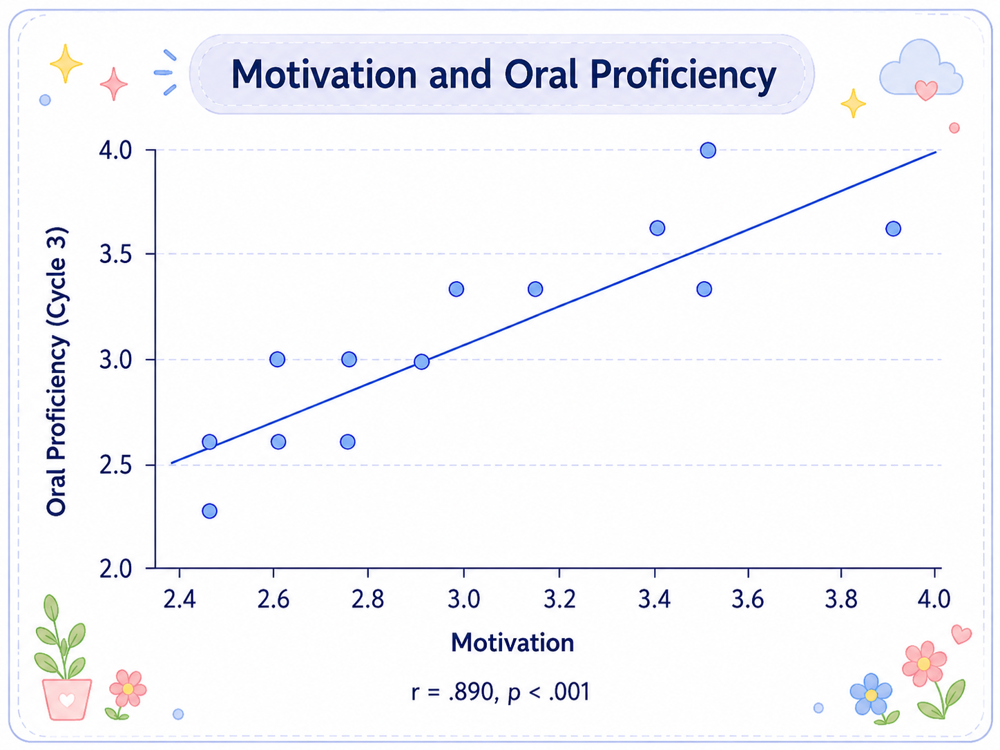 Motivation and Oral Proficiency
4.0
3.5
3.0
2.5
2.0
Oral Proficiency (Cycle 3)
2.4 2.6 2.8 3.0 3.2 3.4 3.6 3.8 4.0
Motivation
r = .890, p < .001